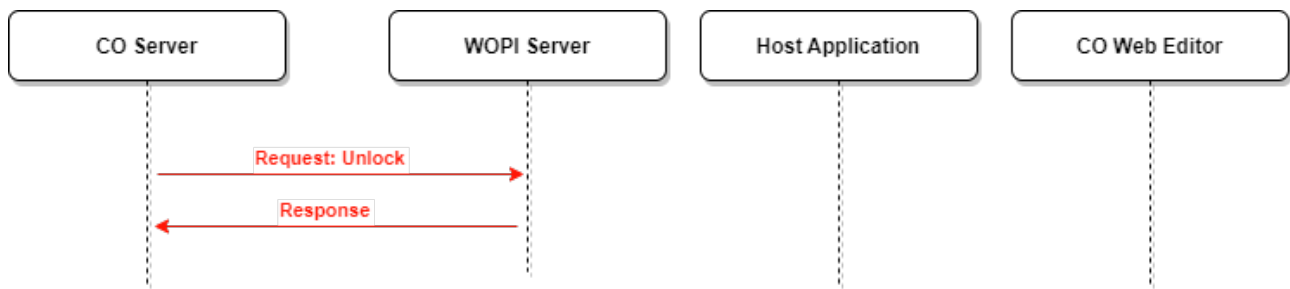 CO Server
WOPI Server
Host Application
CO Web Editor
Request: Unlock
Response